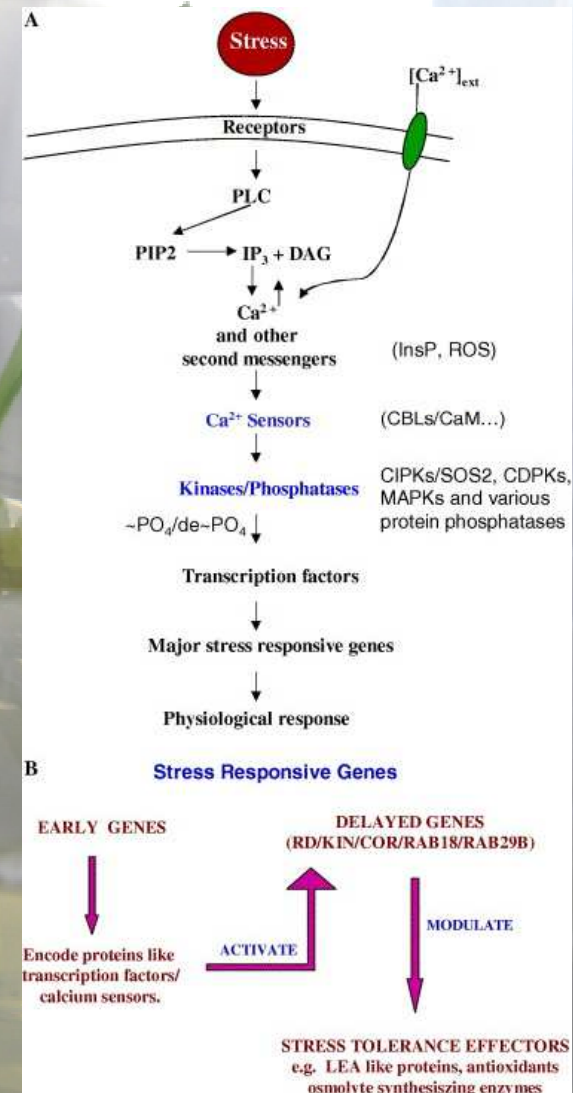 A
Stress
[Ca²⁺]ext
Receptors
PLC
PIP2
IP₃ + DAG
Ca²⁺
and other
second messengers
(InsP, ROS)
Ca²⁺ Sensors
(CBLs/CaM...)
Kinases/Phosphatases
CIPKs/SOS2, CDPKs,
MAPKs and various
protein phosphatases
~PO₄/de~PO₄
Transcription factors
Major stress responsive genes
Physiological response
B
Stress Responsive Genes
EARLY GENES
DELAYED GENES
(RD/KIN/COR/RAB18/RAB29B)
Encode proteins like
transcription factors/
calcium sensors.
ACTIVATE
MODULATE
STRESS TOLERANCE EFFECTORS
e.g. LEA like proteins, antioxidants
osmolyte synthesiszing enzymes